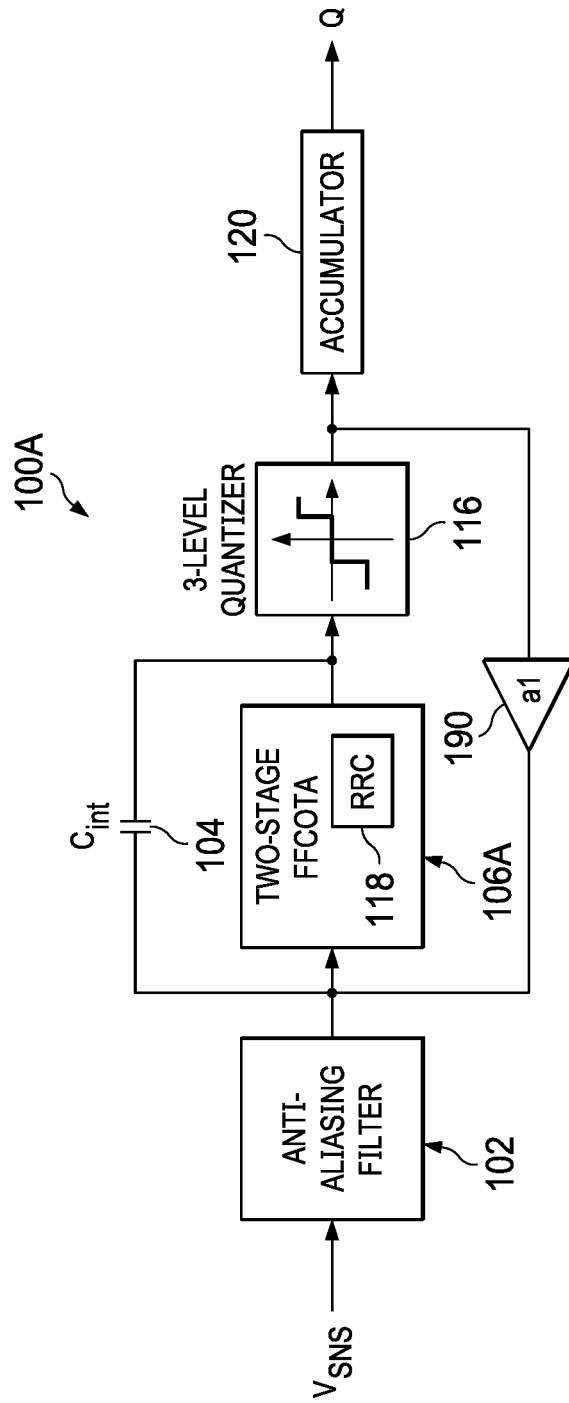 100A
V_SNS
ANTI-
ALIASING
FILTER
102
C_int
104
TWO-STAGE
FFCOTA
RRC
118
106A
3-LEVEL
QUANTIZER
116
a1
190
ACCUMULATOR
120
Q